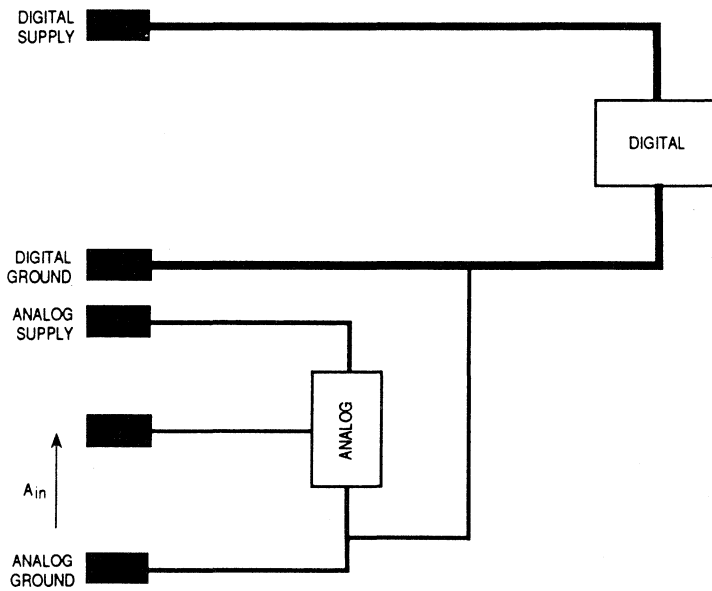 DIGITAL
SUPPLY
DIGITAL
DIGITAL
GROUND
ANALOG
SUPPLY
ANALOG
Ain
ANALOG
GROUND